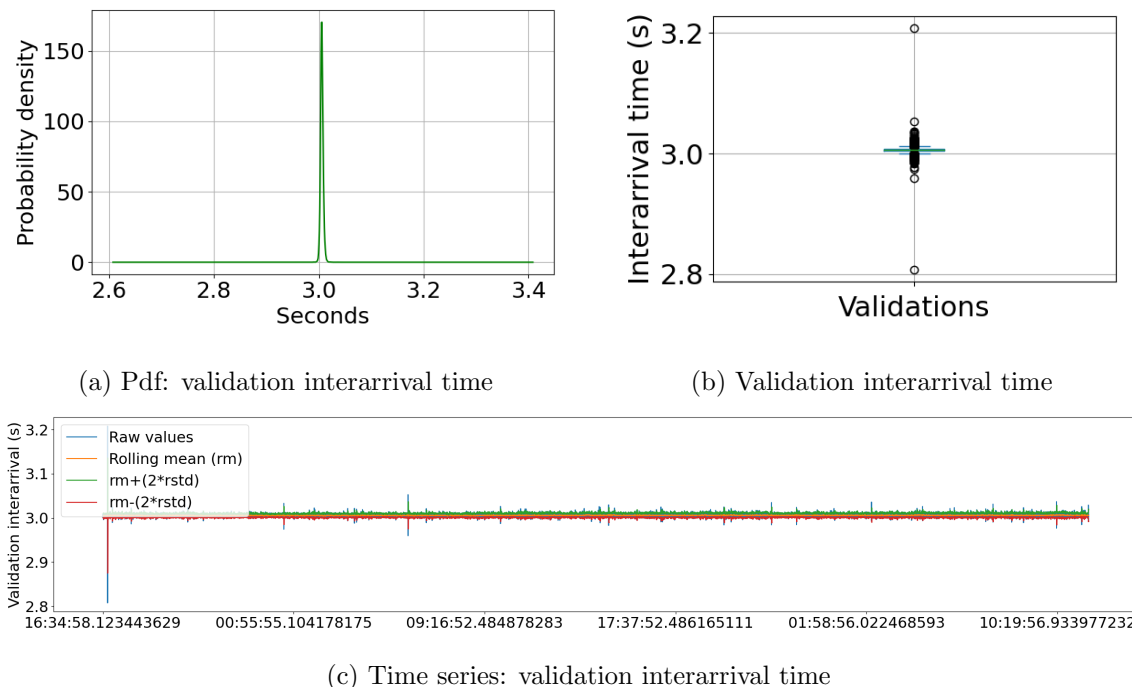 150
100
50
0
Probability density
2.6 2.8 3.0 3.2 3.4
Seconds
3.2
3.0
2.8
Interarrival time (s)
Validations
(a) Pdf: validation interarrival time
(b) Validation interarrival time
Validation interarrival (s)
3.2
3.1
3.0
2.9
2.8
Raw values
Rolling mean (rm)
rm+(2*rstd)
rm-(2*rstd)
16:34:58.123443629 00:55:55.104178175 09:16:52.484878283 17:37:52.486165111 01:58:56.022468593 10:19:56.933977232
(c) Time series: validation interarrival time